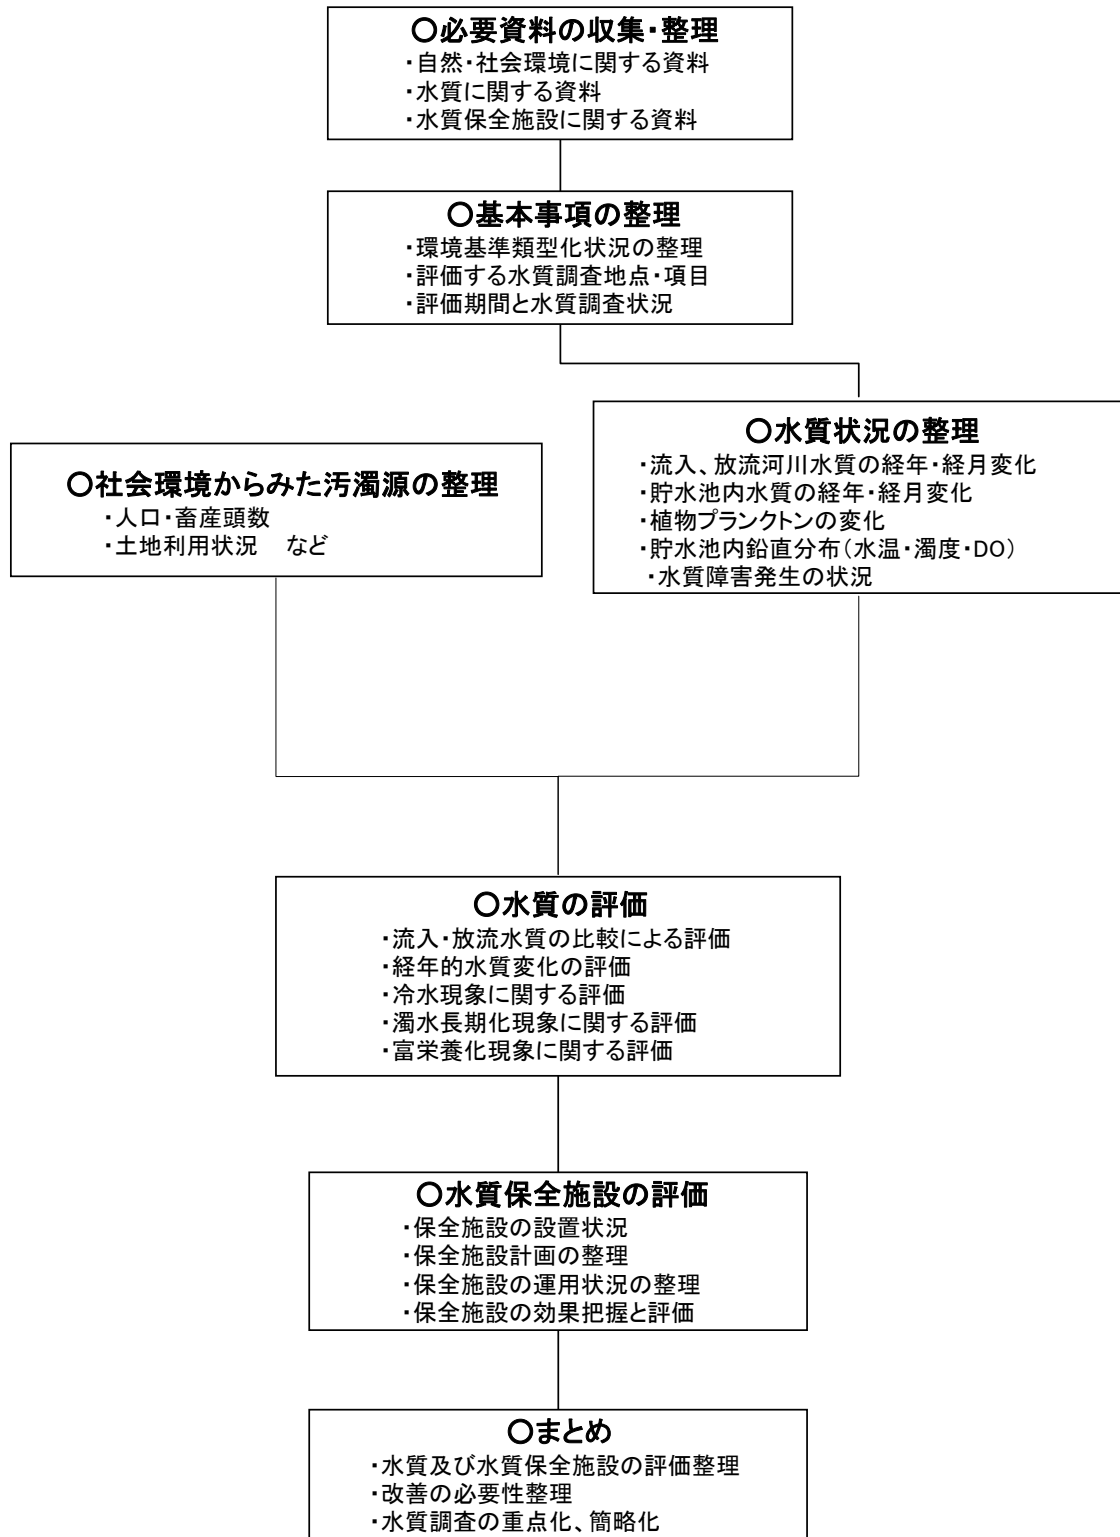 〇必要資料の収集・整理
・自然・社会環境に関する資料
・水質に関する資料
・水質保全施設に関する資料
〇基本事項の整理
・環境基準類型化状況の整理
・評価する水質調査地点・項目
・評価期間と水質調査状況
〇社会環境からみた汚濁源の整理
・人口・畜産頭数
・土地利用状況　など
〇水質状況の整理
・流入、放流河川水質の経年・経月変化
・貯水池内水質の経年・経月変化
・植物プランクトンの変化
・貯水池内鉛直分布(水温・濁度・DO)
・水質障害発生の状況
〇水質の評価
・流入・放流水質の比較による評価
・経年的水質変化の評価
・冷水現象に関する評価
・濁水長期化現象に関する評価
・富栄養化現象に関する評価
〇水質保全施設の評価
・保全施設の設置状況
・保全施設計画の整理
・保全施設の運用状況の整理
・保全施設の効果把握と評価
〇まとめ
・水質及び水質保全施設の評価整理
・改善の必要性整理
・水質調査の重点化、簡略化